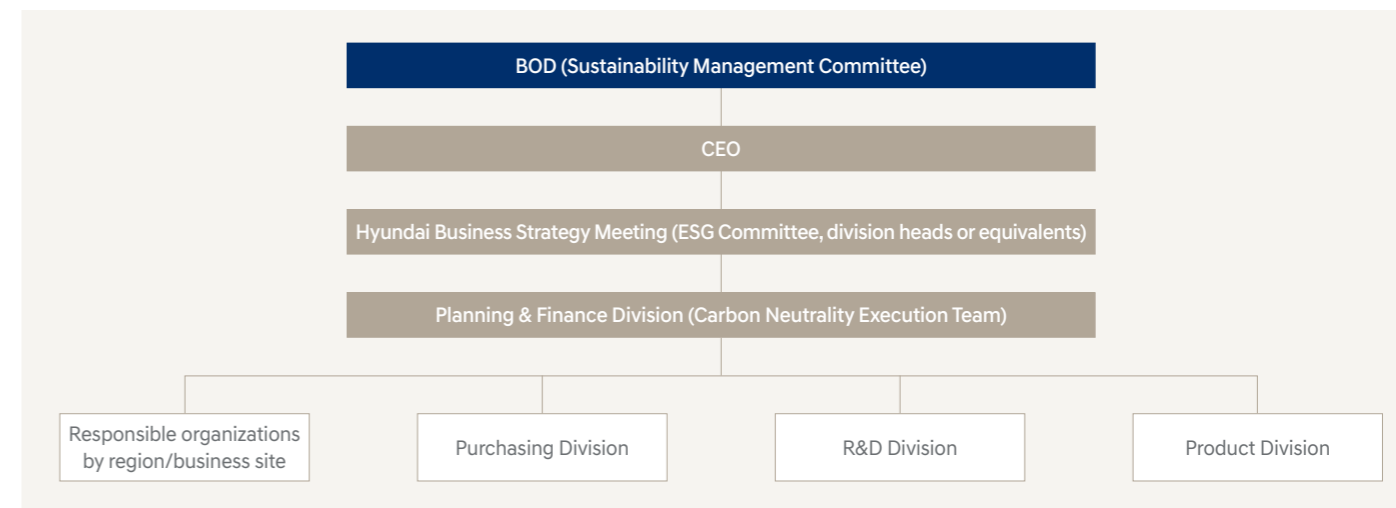 BOD (Sustainability Management Committee)
CEO
Hyundai Business Strategy Meeting (ESG Committee, division heads or equivalents)
Planning & Finance Division (Carbon Neutrality Execution Team)
Responsible organizations
by region/business site
Purchasing Division
R&D Division
Product Division